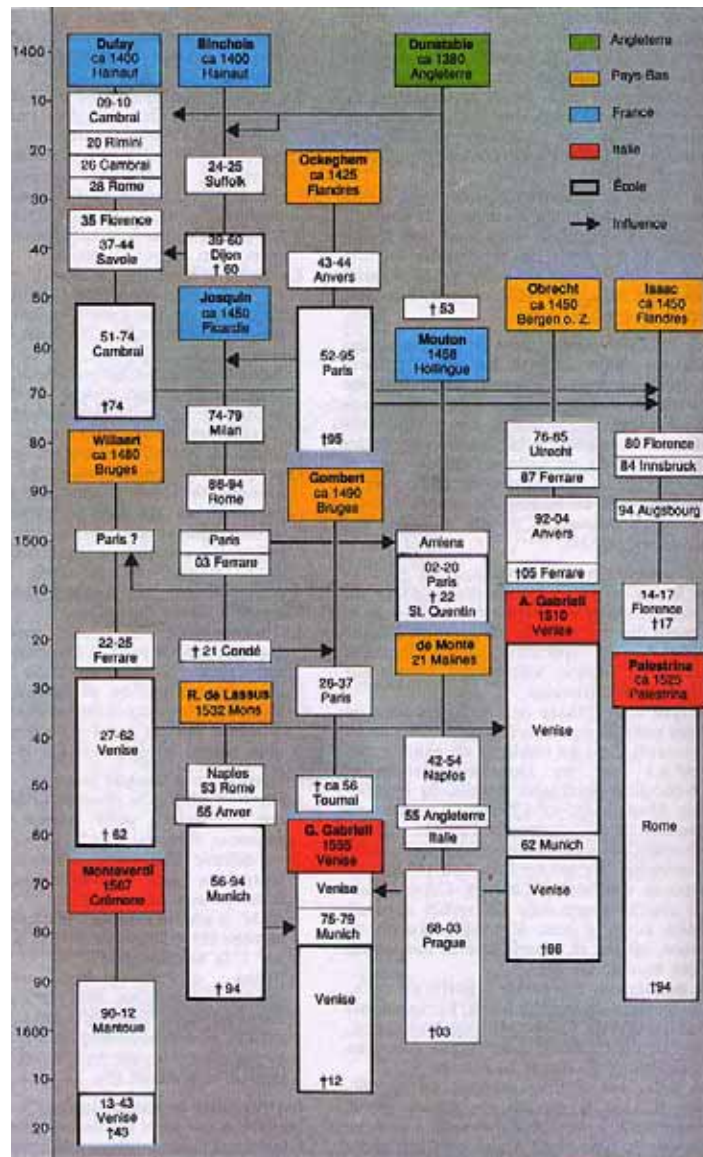 1400
10
20
30
40
50
60
70
80
90
1500
10
20
30
40
50
60
70
80
90
1600
10
20
Dufay
ca 1400
Hainaut
09-10
Cambrai
20 Rimini
26 Cambrai
28 Rome
35 Florence
37-44
Savoie
51-74
Cambrai
†74
Willaert
ca 1480
Bruges
Paris ?
22-25
Ferrare
27-62
Venise
† 62
Monteverdi
1567
Crémone
90-12
Mantoue
13-43
Venise
†43
Binchois
ca 1400
Hainaut
24-25
Suffolk
39-60
Dijon
† 60
Josquin
ca 1450
Picardie
74-79
Milan
86-94
Rome
Paris
03 Ferrare
† 21 Condé
R. de Lassus
1532 Mons
Naples
53 Rome
55 Anver
56-94
Munich
† 94
Ockeghem
ca 1425
Flandres
43-44
Anvers
52-95
Paris
†95
Gombert
ca 1490
Bruges
26-37
Paris
† ca 56
Tournai
G. Gabrieli
1555
Venise
Venise
75-79
Munich
Venise
†12
Dunstable
ca 1380
Angleterre
† 53
Mouton
1458
Hollingue
Amiens
02-20
Paris
† 22
St. Quentin
de Monte
21 Malines
42-54
Naples
55 Angleterre
Italie
68-03
Prague
†03
Obrecht
ca 1450
Bergen o. Z.
76-85
Utrecht
87 Ferrare
92-04
Anvers
†05 Ferrare
A. Gabrieli
1510
Venise
Venise
62 Munich
Venise
†86
Isaac
ca 1450
Flandres
80 Florence
84 Innsbruck
94 Augsbourg
14-17
Florence
†17
Palestrina
ca 1525
Palestrina
Rome
†94
Angleterre
Pays-Bas
France
Italie
École
Influence